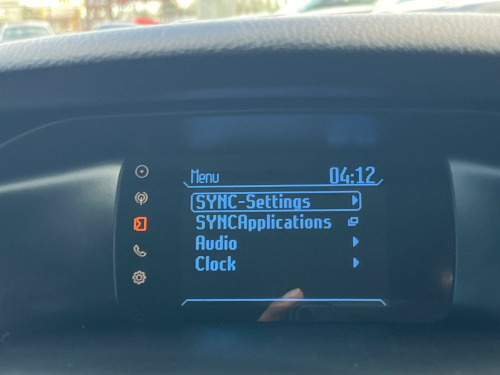 Menu 04:12
SYNC-Settings
SYNCApplications
Audio
Clock